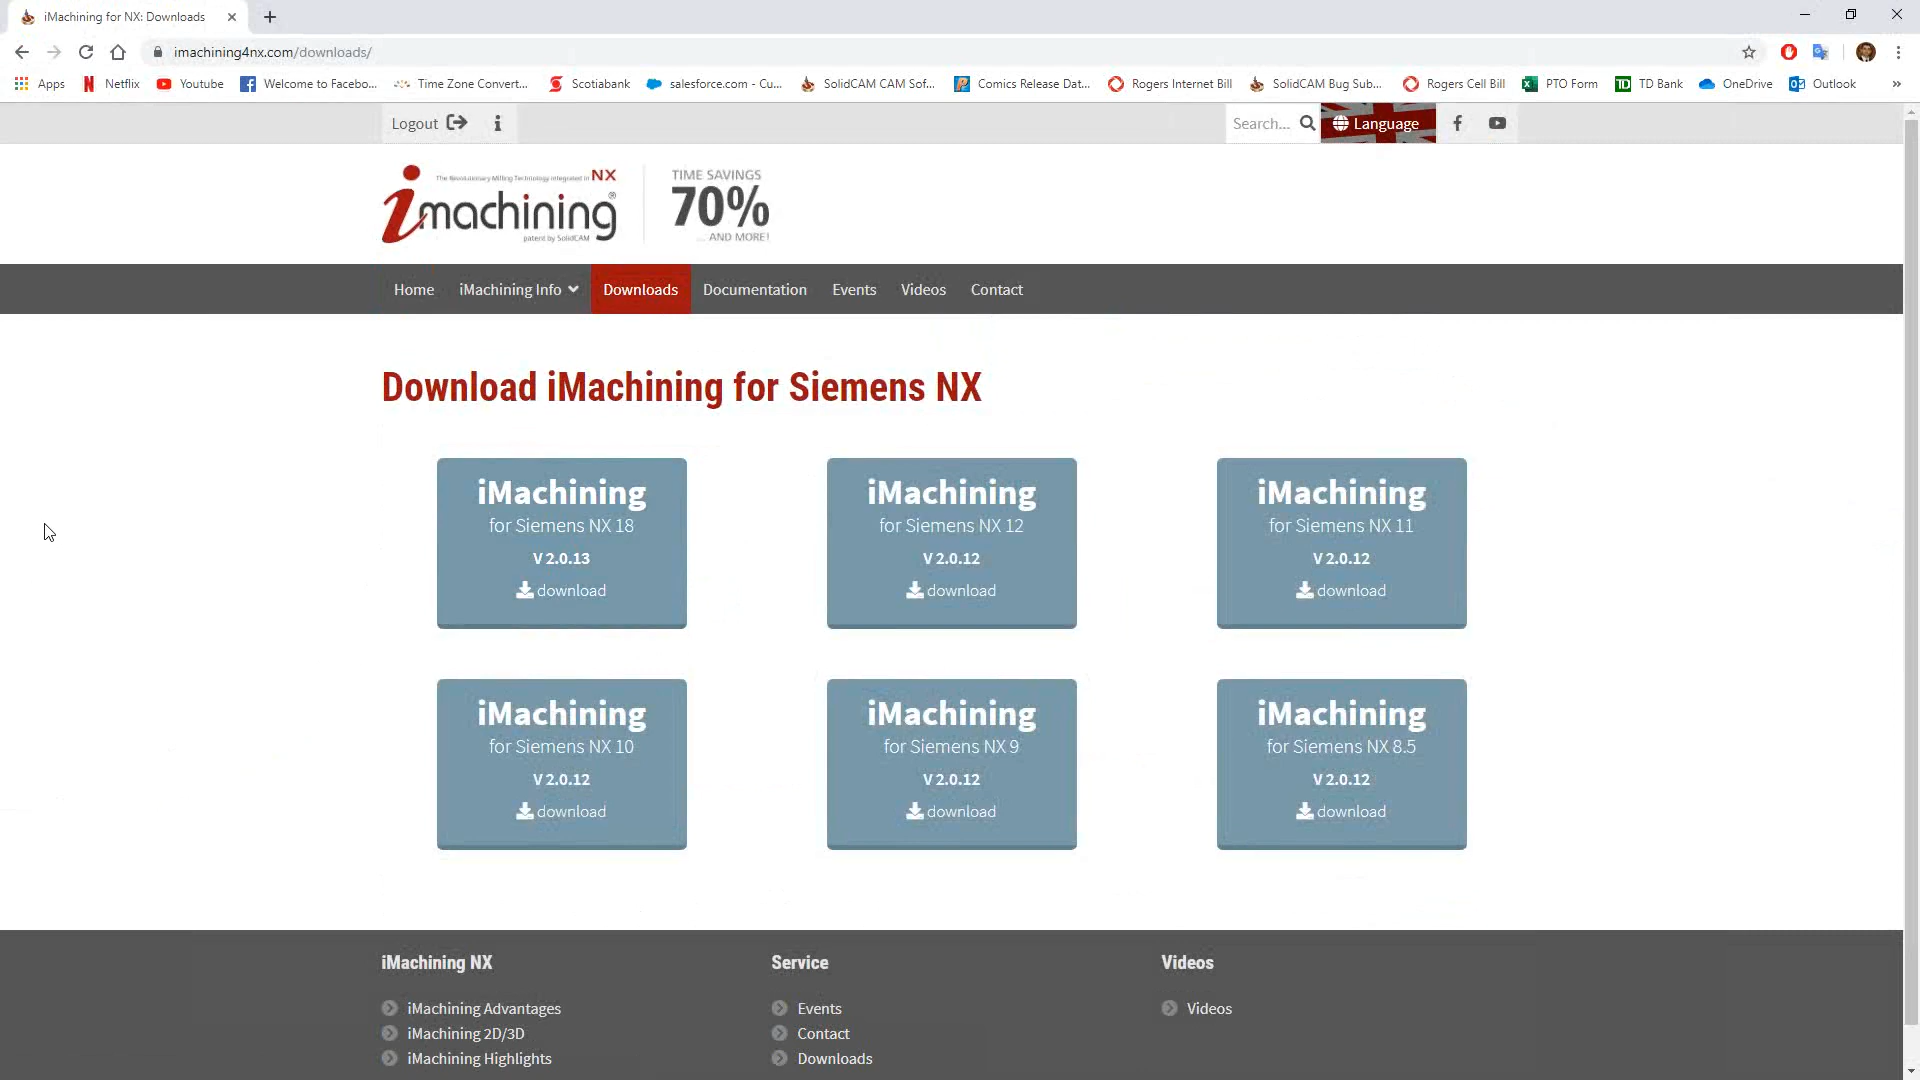 iMachining for NX: Downloads
imachining4nx.com/downloads/
Apps Netflix Youtube Welcome to Facebo... Time Zone Convert... Scotiabank salesforce.com - Cu... SolidCAM CAM Sof... Comics Release Dat... Rogers Internet Bill SolidCAM Bug Sub... Rogers Cell Bill PTO Form TD Bank OneDrive Outlook »
Logout Search... Language
The Revolutionary Milling Technology integrated in NX
imachining®
patent by SolidCAM
TIME SAVINGS
70%
... AND MORE!
Home iMachining Info Downloads Documentation Events Videos Contact
Download iMachining for Siemens NX
iMachining
for Siemens NX 18
V 2.0.13
download
iMachining
for Siemens NX 12
V 2.0.12
download
iMachining
for Siemens NX 11
V 2.0.12
download
iMachining
for Siemens NX 10
V 2.0.12
download
iMachining
for Siemens NX 9
V 2.0.12
download
iMachining
for Siemens NX 8.5
V 2.0.12
download
iMachining NX
iMachining Advantages
iMachining 2D/3D
iMachining Highlights
Service
Events
Contact
Downloads
Videos
Videos